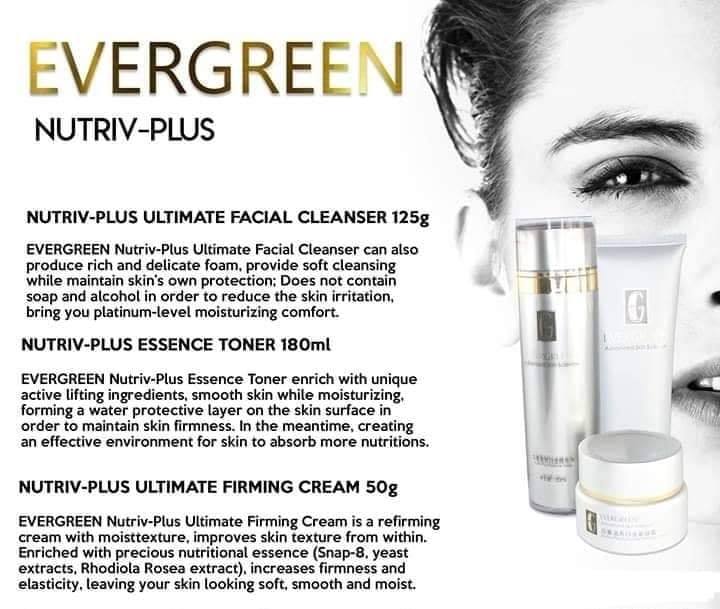 EVERGREEN
NUTRIV-PLUS
NUTRIV-PLUS ULTIMATE FACIAL CLEANSER 125g
EVERGREEN Nutriv-Plus Ultimate Facial Cleanser can also
produce rich and delicate foam, provide soft cleansing
while maintain skin's own protection; Does not contain
soap and alcohol in order to reduce the skin irritation,
bring you platinum-level moisturizing comfort.
NUTRIV-PLUS ESSENCE TONER 180ml
EVERGREEN Nutriv-Plus Essence Toner enrich with unique
active lifting ingredients, smooth skin while moisturizing,
forming a water protective layer on the skin surface in
order to maintain skin firmness. In the meantime, creating
an effective environment for skin to absorb more nutritions.
NUTRIV-PLUS ULTIMATE FIRMING CREAM 50g
EVERGREEN Nutriv-Plus Ultimate Firming Cream is a refirming
cream with moisttexture, improves skin texture from within.
Enriched with precious nutritional essence (Snap-8, yeast
extracts, Rhodiola Rosea extract), increases firmness and
elasticity, leaving your skin looking soft, smooth and moist.
EVERGREEN
EVERGREEN
EVERGREEN